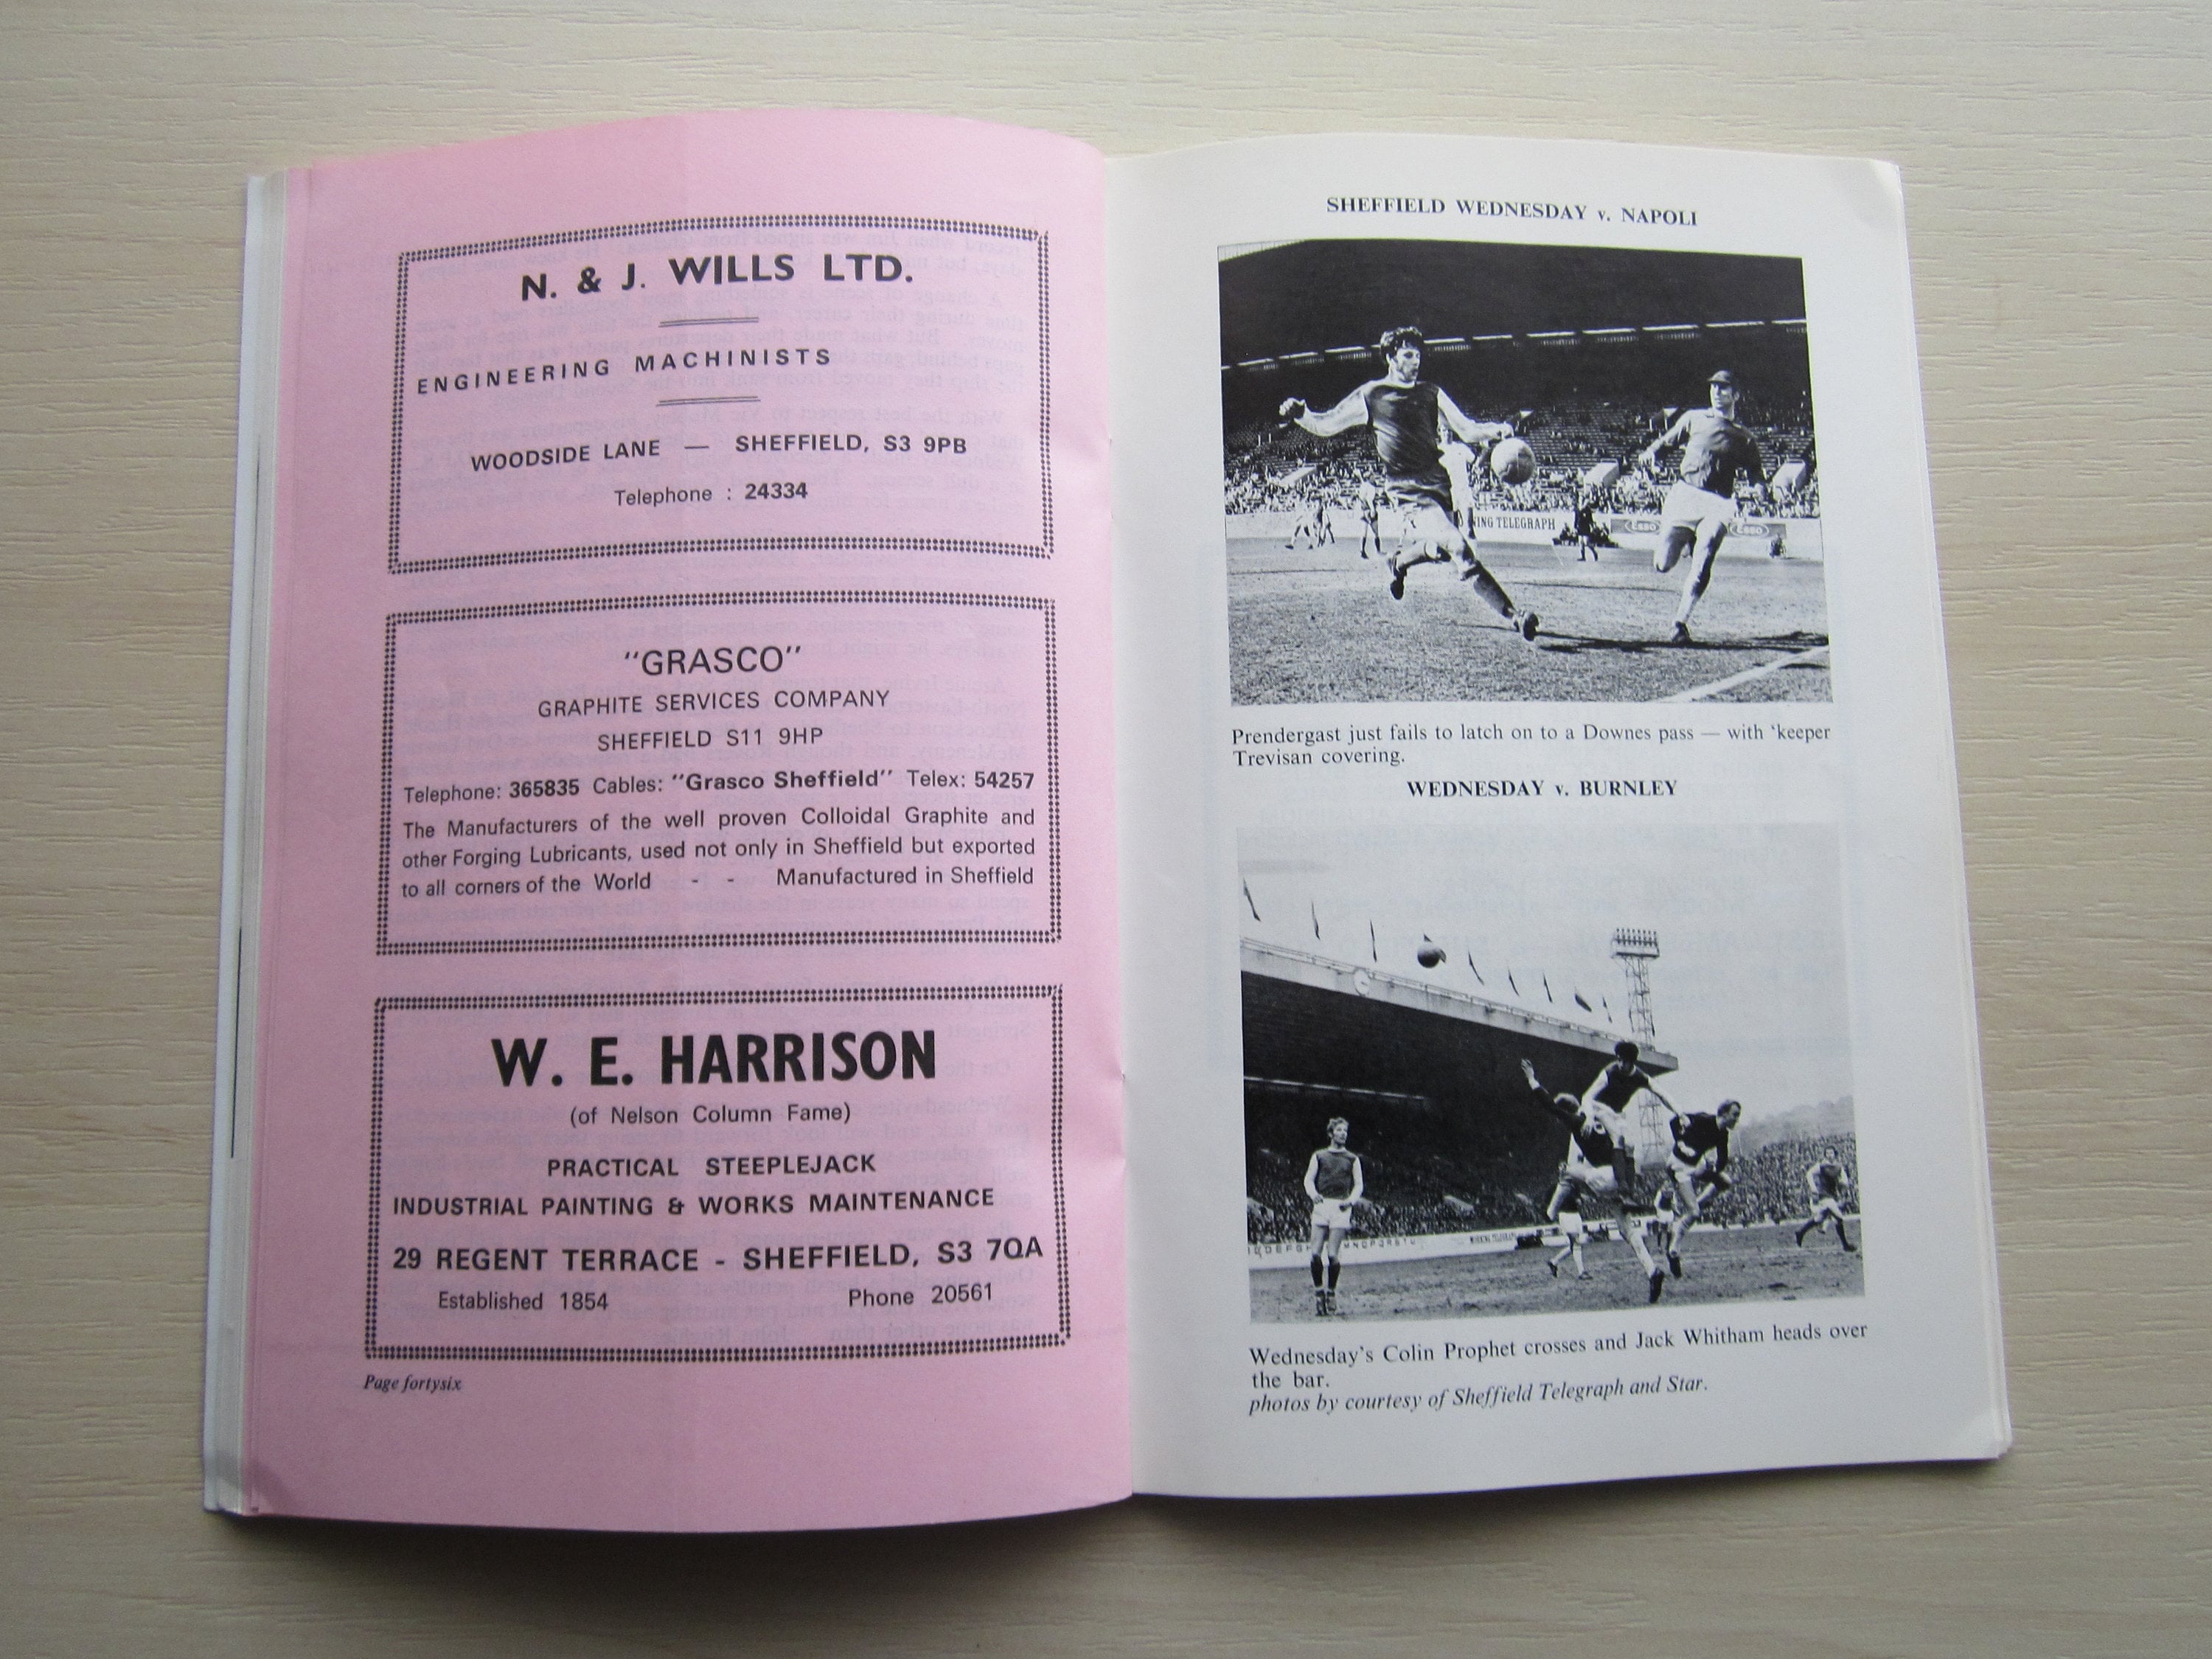 N. & J. WILLS LTD.
ENGINEERING MACHINISTS
WOODSIDE LANE — SHEFFIELD, S3 9PB
Telephone : 24334
"GRASCO"
GRAPHITE SERVICES COMPANY
SHEFFIELD S11 9HP
Telephone: 365835 Cables: "Grasco Sheffield" Telex: 54257
The Manufacturers of the well proven Colloidal Graphite and
other Forging Lubricants, used not only in Sheffield but exported
to all corners of the World - - Manufactured in Sheffield
W. E. HARRISON
(of Nelson Column Fame)
PRACTICAL STEEPLEJACK
INDUSTRIAL PAINTING & WORKS MAINTENANCE
29 REGENT TERRACE - SHEFFIELD, S3 7QA
Established 1854 Phone 20561
Page fortysix
SHEFFIELD WEDNESDAY v. NAPOLI
TELEGRAPH
Esso Esso
Prendergast just fails to latch on to a Downes pass — with 'keeper
Trevisan covering.
WEDNESDAY v. BURNLEY
Wednesday's Colin Prophet crosses and Jack Whitham heads over
the bar.
photos by courtesy of Sheffield Telegraph and Star.